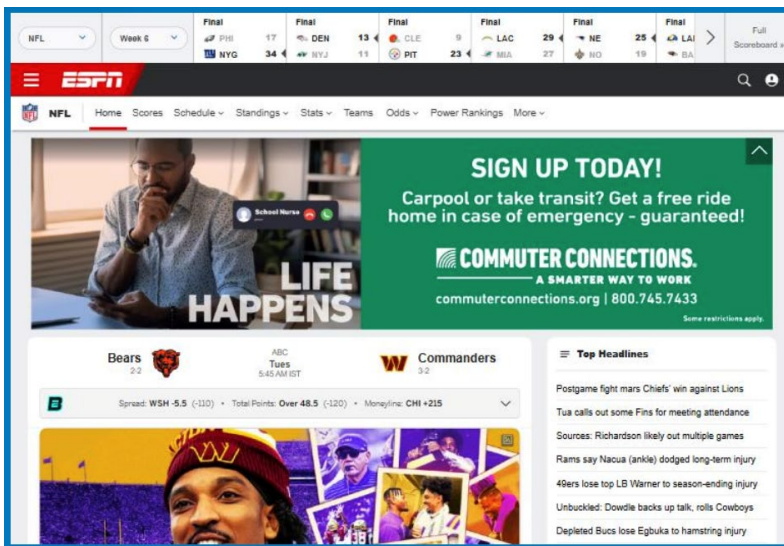 NFL
Week 6
Final
PHI 17
NYG 34
Final
DEN 13
NYJ 11
Final
CLE 9
PIT 23
Final
LAC 29
MIA 27
Final
NE 25
NO 19
Final
LA
BA
Full
Scoreboard »
ESPN
NFL Home Scores Schedule Standings Stats Teams Odds Power Rankings More
School Nurse
LIFE
HAPPENS
SIGN UP TODAY!
Carpool or take transit? Get a free ride
home in case of emergency - guaranteed!
COMMUTER CONNECTIONS.
A SMARTER WAY TO WORK
commuterconnections.org | 800.745.7433
Some restrictions apply.
Bears
2-2
ABC
Tues
5:45 AM IST
W
Commanders
3-2
B
Spread: WSH -5.5 (-110) • Total Points: Over 48.5 (-120) • Moneyline: CHI +215
W
Top Headlines
Postgame fight mars Chiefs' win against Lions
Tua calls out some Fins for meeting attendance
Sources: Richardson likely out multiple games
Rams say Nacua (ankle) dodged long-term injury
49ers lose top LB Warner to season-ending injury
Unbuckled: Dowdle backs up talk, rolls Cowboys
Depleted Bucs lose Egbuka to hamstring injury